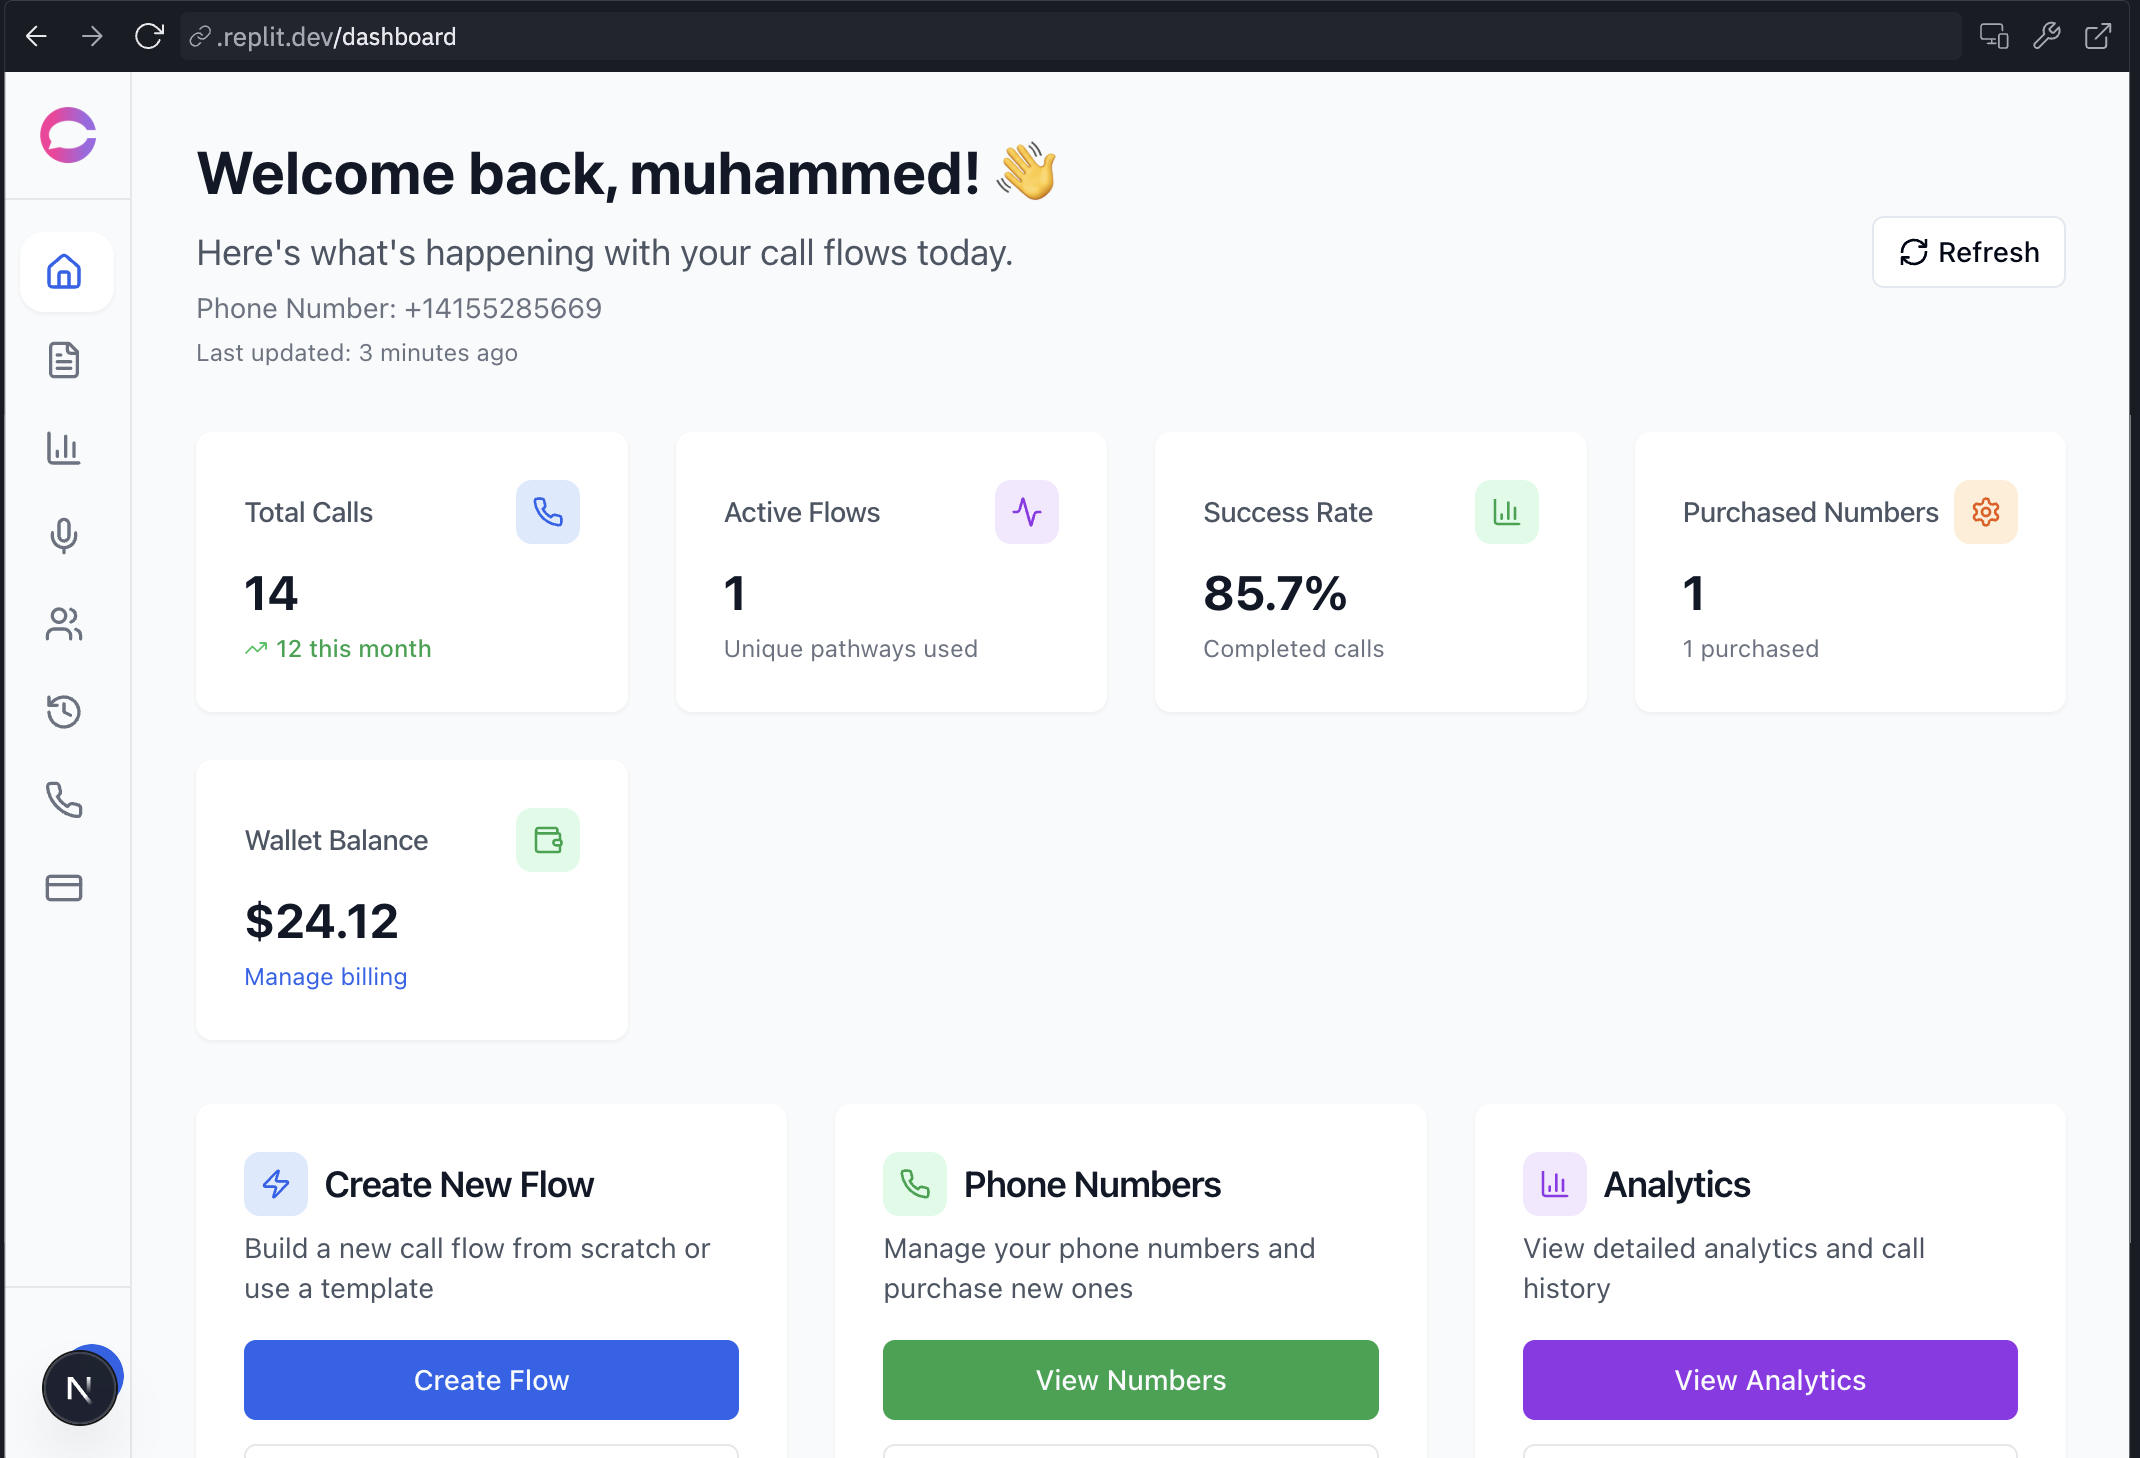 .replit.dev/dashboard
Welcome back, muhammed! 👋
Here's what's happening with your call flows today.
Phone Number: +14155285669
Last updated: 3 minutes ago
Refresh
Total Calls
14
12 this month
Active Flows
1
Unique pathways used
Success Rate
85.7%
Completed calls
Purchased Numbers
1
1 purchased
Wallet Balance
$24.12
Manage billing
Create New Flow
Build a new call flow from scratch or
use a template
Create Flow
Phone Numbers
Manage your phone numbers and
purchase new ones
View Numbers
Analytics
View detailed analytics and call
history
View Analytics
N